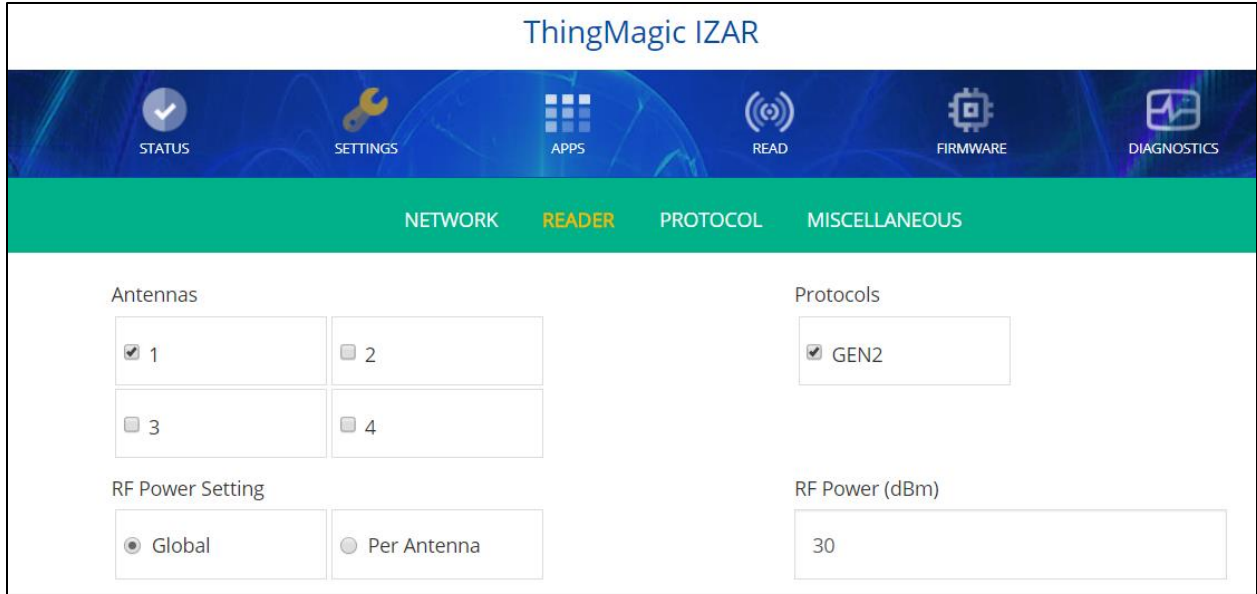 ThingMagic IZAR
STATUS SETTINGS APPS READ FIRMWARE DIAGNOSTICS
NETWORK READER PROTOCOL MISCELLANEOUS
Antennas Protocols
1 2 GEN2
3 4
RF Power Setting RF Power (dBm)
Global Per Antenna 30